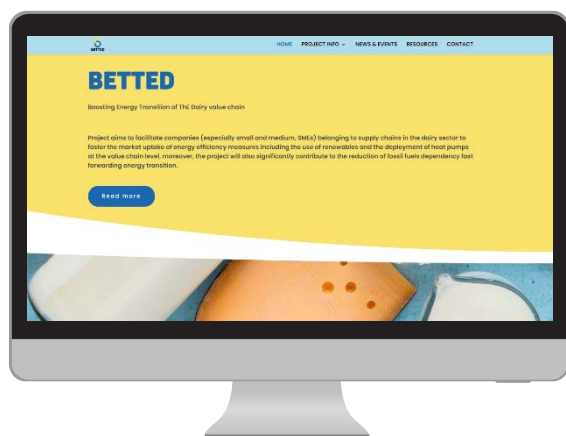 BETTED
HOME PROJECT INFO NEWS & EVENTS RESOURCES CONTACT
BETTED
Boosting Energy Transition of ThE Dairy value chain
Project aims to facilitate companies (especially small and medium, SMEs) belonging to supply chains in the dairy sector to
foster the market uptake of energy efficiency measures including the use of renewables and the deployment of heat pumps
at the value chain level, moreover, the project will also significantly contribute to the reduction of fossil fuels dependency fast
forwarding energy transition.
Read more